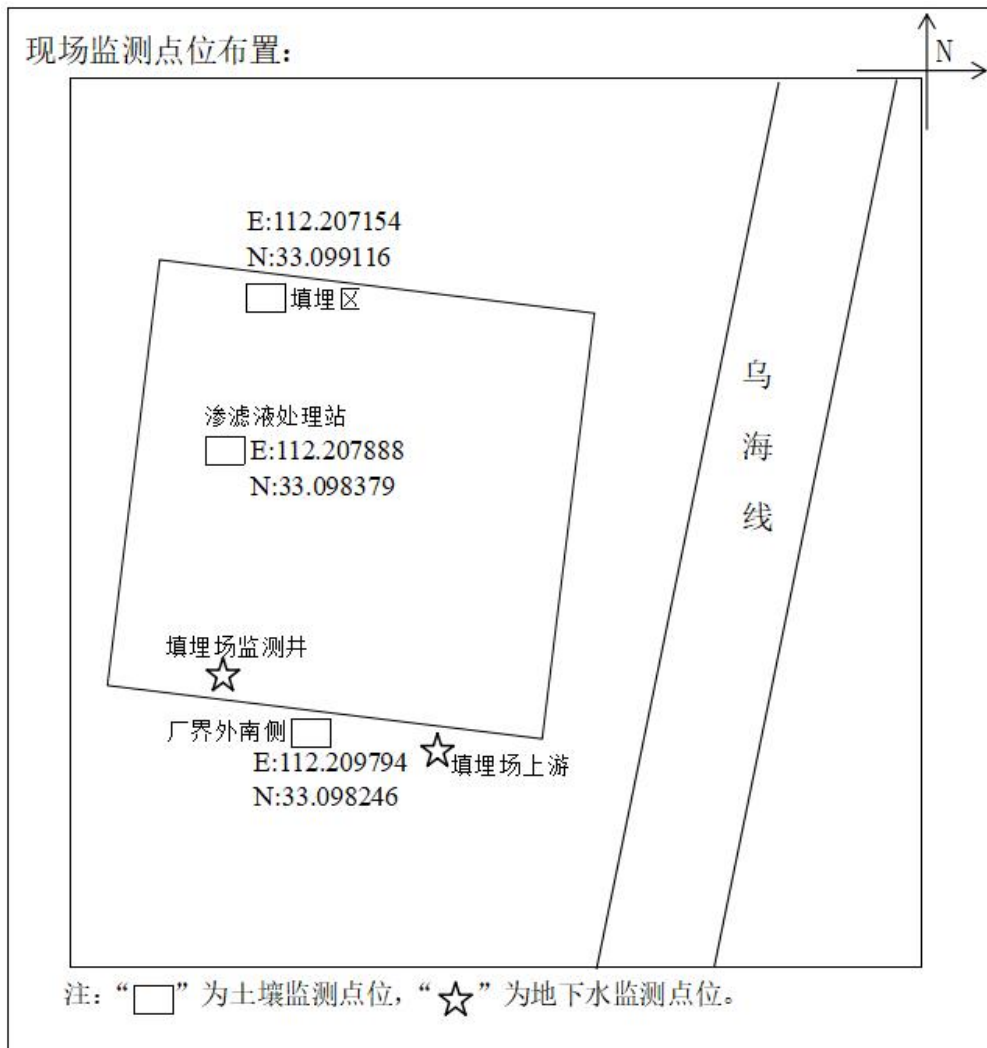 现场监测点位布置：
N
E:112.207154
N:33.099116
填埋区
渗滤液处理站
E:112.207888
N:33.098379
乌
海
线
填埋场监测井
厂界外南侧
E:112.209794
N:33.098246
填埋场上游
注：“□”为土壤监测点位，“☆”为地下水监测点位。